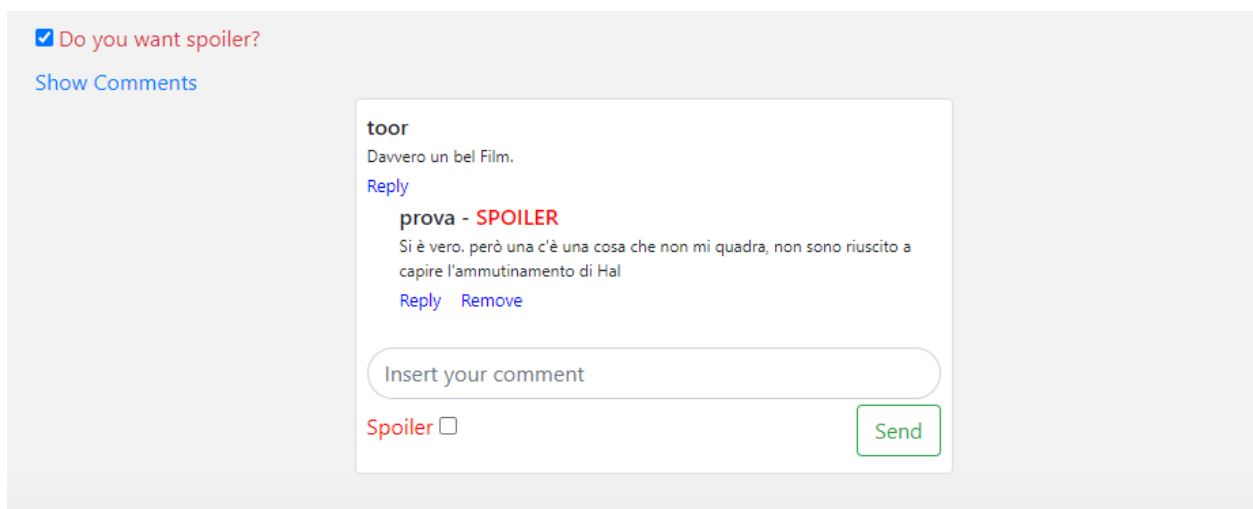 Do you want spoiler?
Show Comments
toor
Davvero un bel Film.
Reply
prova - SPOILER
Si è vero. però una c'è una cosa che non mi quadra, non sono riuscito a
capire l'ammutinamento di Hal
Reply Remove
Insert your comment
Spoiler Send